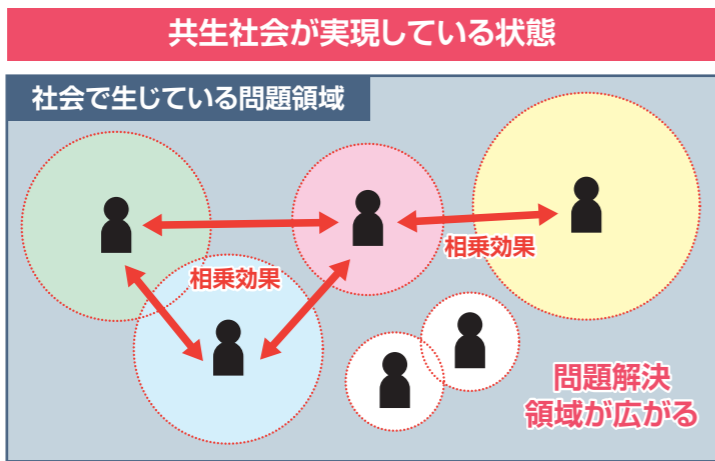 共生社会が実現している状態
社会で生じている問題領域
相乗効果
相乗効果
問題解決
領域が広がる